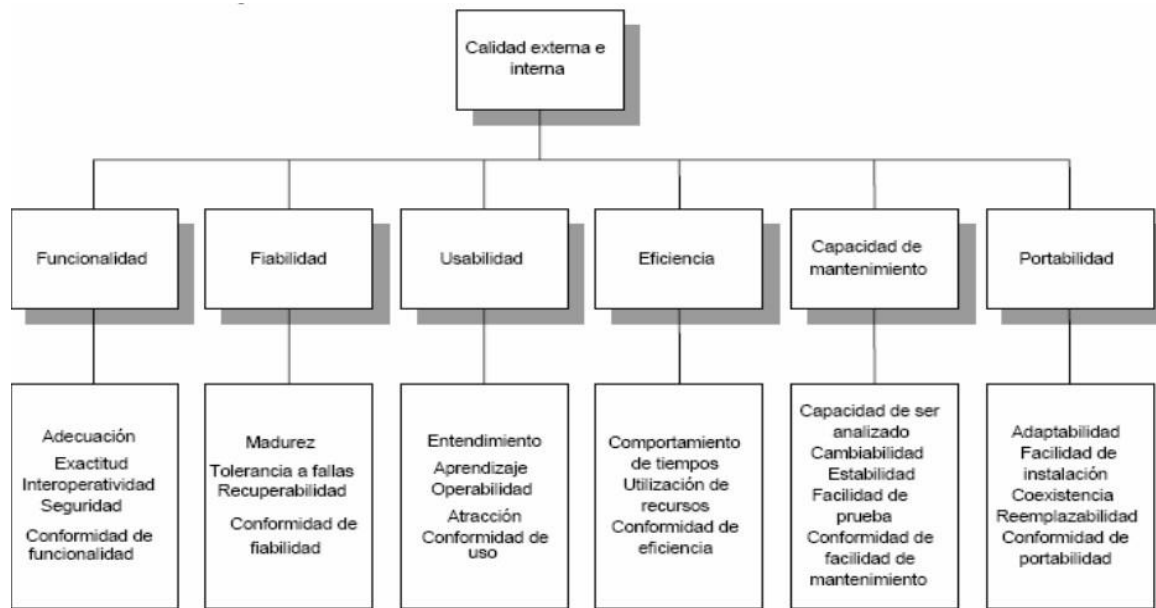 Calidad externa e
interna
Funcionalidad
Fiabilidad
Usabilidad
Eficiencia
Capacidad de
mantenimiento
Portabilidad
Adecuación
Exactitud
Interoperatividad
Seguridad
Conformidad de
funcionalidad
Madurez
Tolerancia a fallas
Recuperabilidad
Conformidad de
fiabilidad
Entendimiento
Aprendizaje
Operabilidad
Atracción
Conformidad de
uso
Comportamiento
de tiempos
Utilización de
recursos
Conformidad de
eficiencia
Capacidad de ser
analizado
Cambiabilidad
Estabilidad
Facilidad de
prueba
Conformidad de
facilidad de
mantenimiento
Adaptabilidad
Facilidad de
instalación
Coexistencia
Reemplazabilidad
Conformidad de
portabilidad